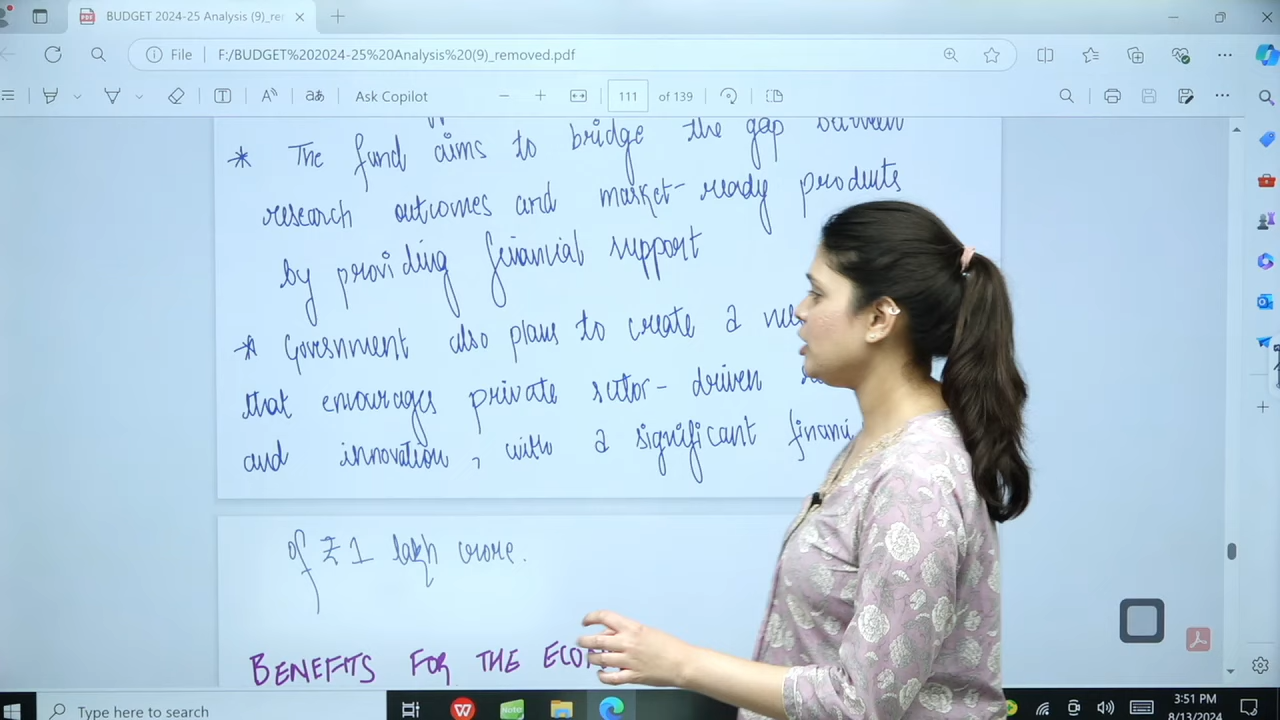 BUDGET 2024-25 Analysis (9)_rer
File F:/BUDGET%202024-25%20Analysis%20(9)_removed.pdf
Ask Copilot 111 of 139
* The fund aims to bridge the gap between
research outcomes and market-ready products
by providing financial support
* Government also plans to create a
that encourages private sector-driven
and innovation, with a significant financi
of ₹1 lakh crore.
BENEFITS FOR THE ECO
Type here to search
3:51 PM
8/13/2024